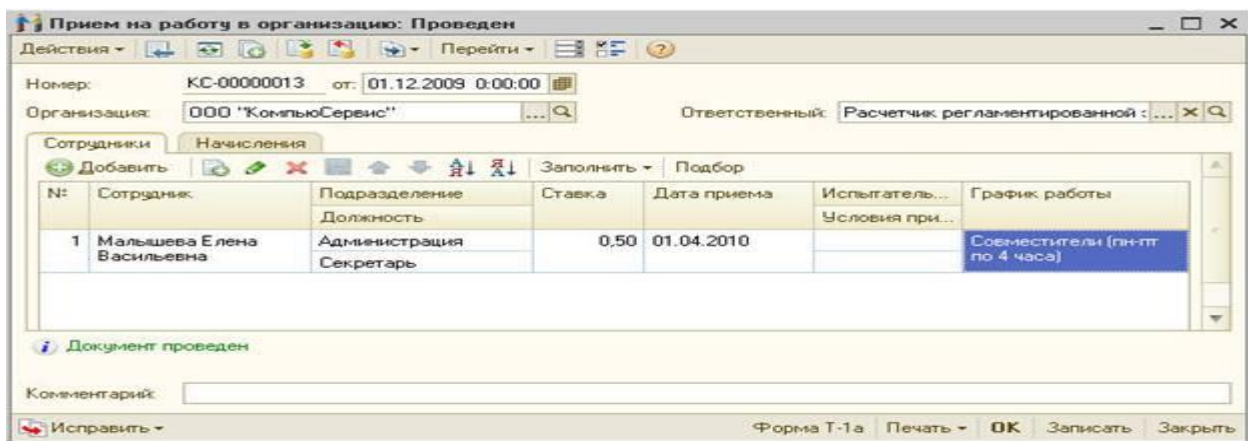 Прием на работу в организацию: Проведен
Действия Перейти
Номер: КС-00000013 от: 01.12.2009 0:00:00
Организация: ООО "КомпьюСервис" ... Ответственный: Расчетчик регламентированной : ...
Сотрудники Начисления
Добавить Заполнить Подбор
№ Сотрудник Подразделение Ставка Дата приема Испытатель... График работы
Должность Условия при...
1 Малышева Елена Администрация 0,50 01.04.2010 Совместители (пн-пт
Васильевна Секретарь по 4 часа)
Документ проведен
Комментарий:
Исправить Форма Т-1а Печать OK Записать Закрыть